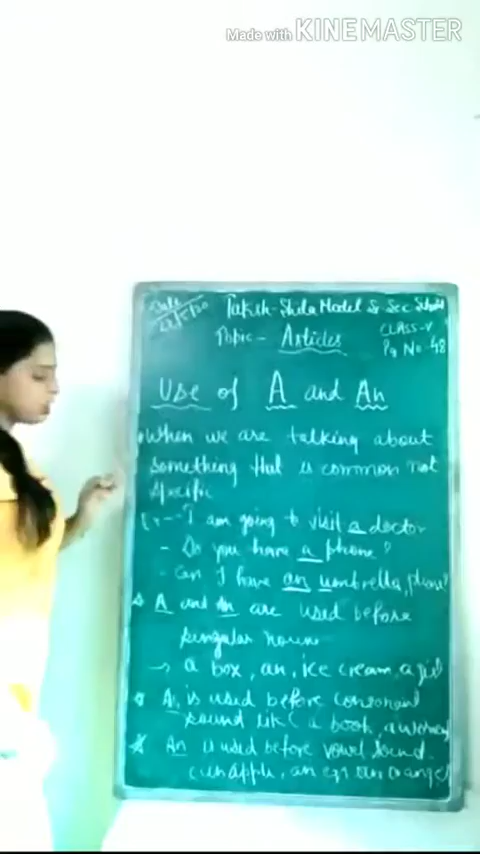 Made with KINEMASTER
Date
22/5/20
Taksh-Shila Model Sr Sec School
Topic - Articles
CLASS-V
Pg No-48
Use of A and An
When we are talking about
something that is common not
specific
Ex -- I am going to visit a doctor
- Do you have a phone?
- Can I have an umbrella, please
A and An are used before
singular noun
→ a box, an, ice cream, a girl
A, is used before consonant
sound like a book, a woman
An is used before vowel sound.
an apple, an egg an orange